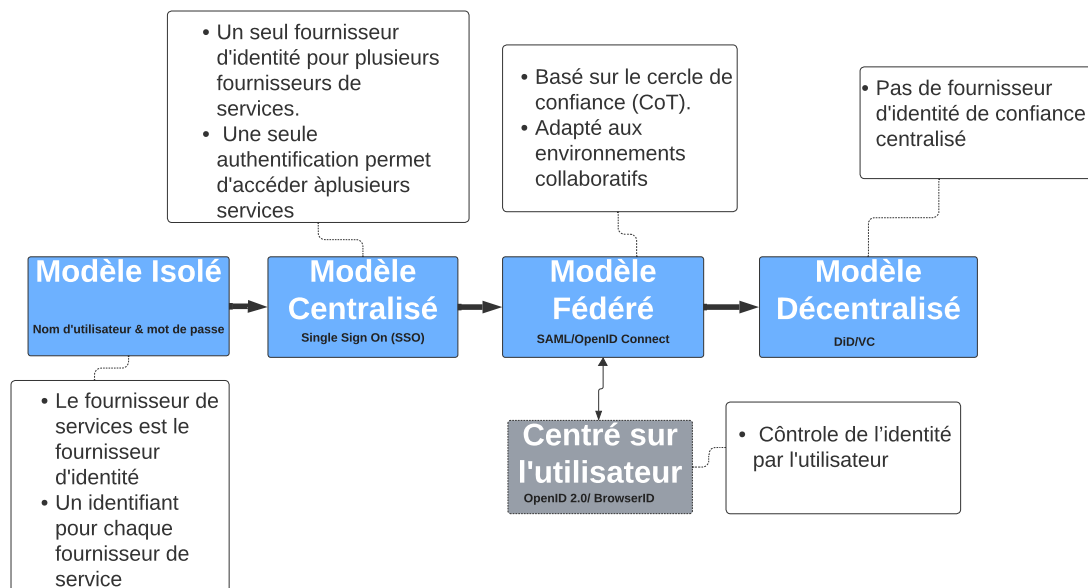 • Un seul fournisseur
d'identité pour plusieurs
fournisseurs de
services.
• Une seule
authentification permet
d'accéder àplusieurs
services
• Basé sur le cercle de
confiance (CoT).
• Adapté aux
environnements
collaboratifs
• Pas de fournisseur
d'identité de confiance
centralisé
Modèle Isolé
Nom d'utilisateur & mot de passe
Modèle
Centralisé
Single Sign On (SSO)
Modèle
Fédéré
SAML/OpenID Connect
Modèle
Décentralisé
DiD/VC
• Le fournisseur de
services est le
fournisseur
d'identité
• Un identifiant
pour chaque
fournisseur de
service
Centré sur
l'utilisateur
OpenID 2.0/ BrowserID
• Côntrole de l’identité
par l'utilisateur